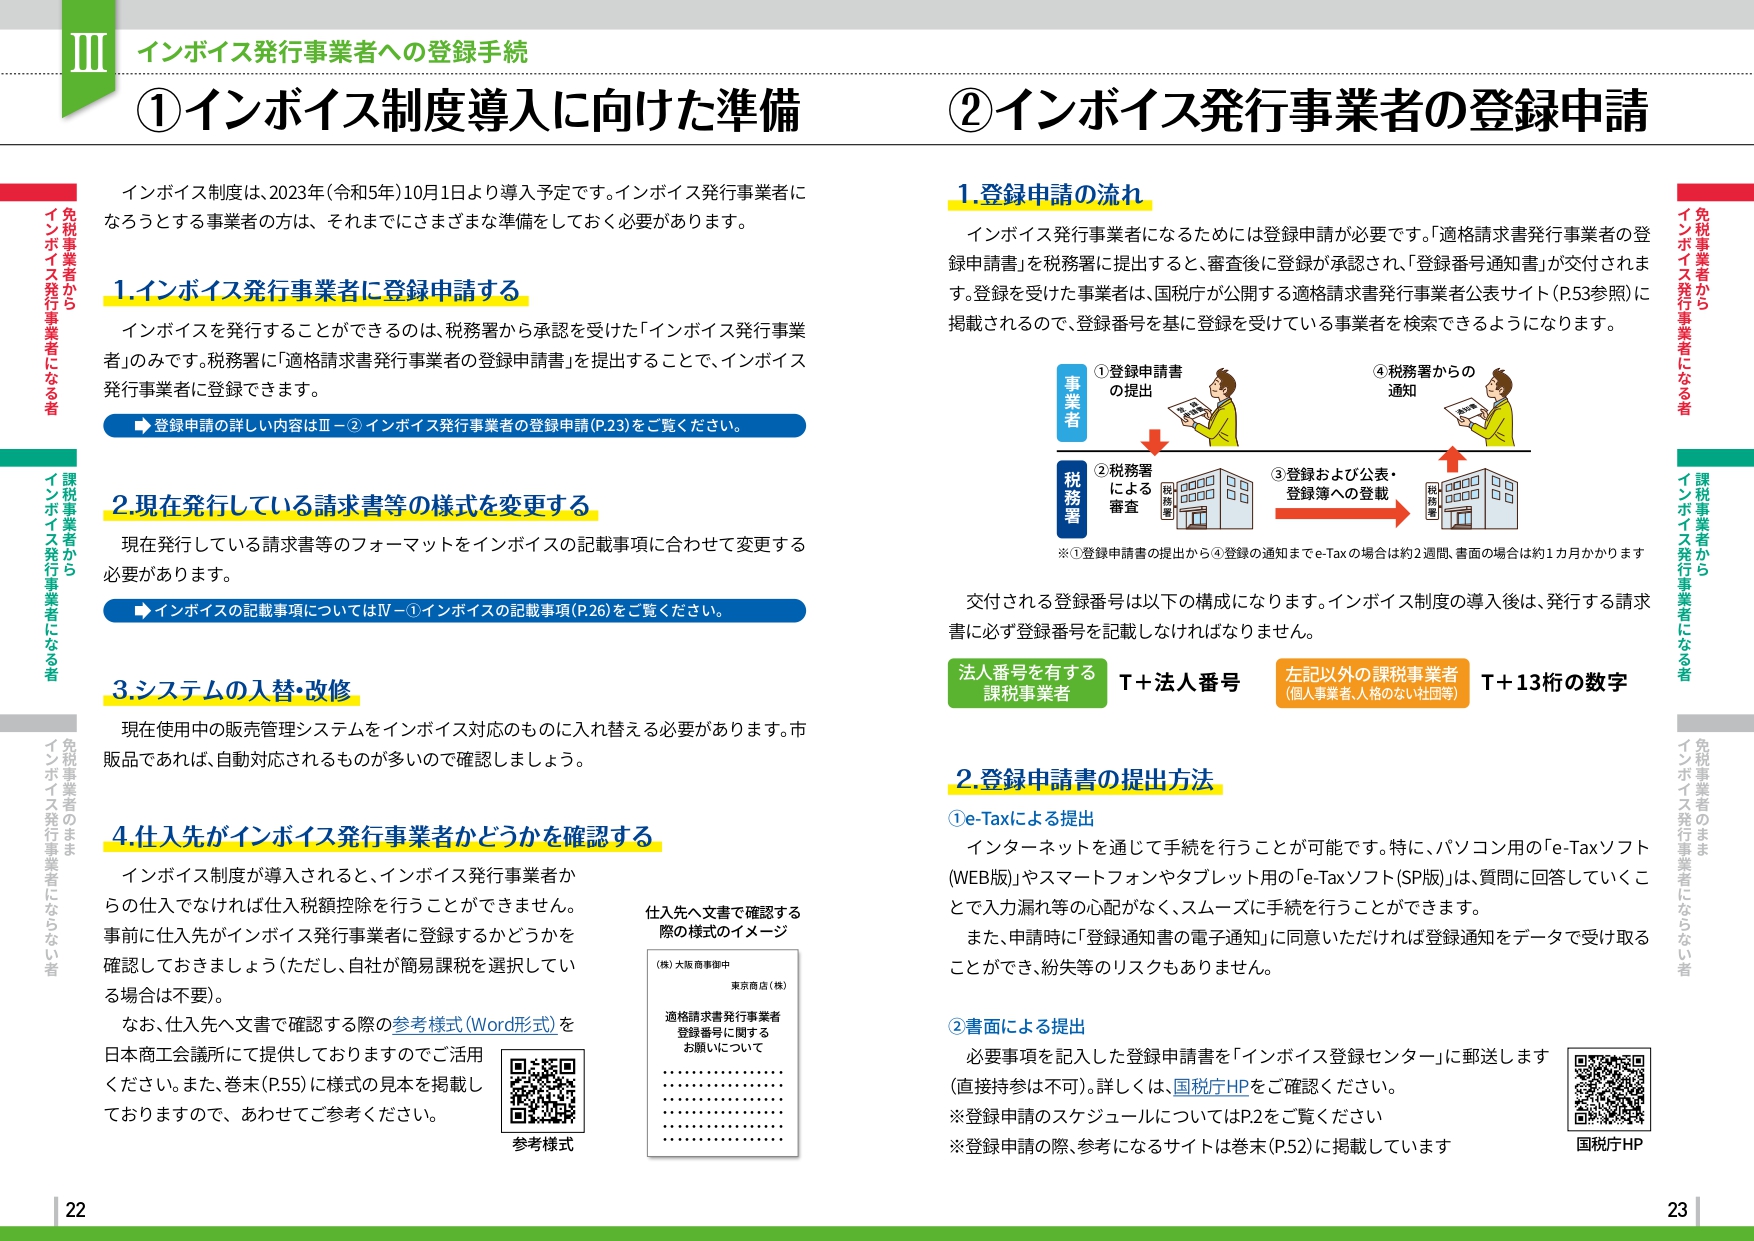 Ⅲ
インボイス発行事業者への登録手続
①インボイス制度導入に向けた準備
免税事業者から
インボイス発行事業者になる者
課税事業者から
インボイス発行事業者になる者
免税事業者のまま
インボイス発行事業者にならない者
インボイス制度は、2023年(令和5年)10月1日より導入予定です。インボイス発行事業者に
なろうとする事業者の方は、それまでにさまざまな準備をしておく必要があります。
1.インボイス発行事業者に登録申請する
インボイスを発行することができるのは、税務署から承認を受けた「インボイス発行事業
者」のみです。税務署に「適格請求書発行事業者の登録申請書」を提出することで、インボイス
発行事業者に登録できます。
➡登録申請の詳しい内容はⅢ－② インボイス発行事業者の登録申請(P.23)をご覧ください。
2.現在発行している請求書等の様式を変更する
現在発行している請求書等のフォーマットをインボイスの記載事項に合わせて変更する
必要があります。
➡インボイスの記載事項についてはⅣ－①インボイスの記載事項(P.26)をご覧ください。
3.システムの入替・改修
現在使用中の販売管理システムをインボイス対応のものに入れ替える必要があります。市
販品であれば、自動対応されるものが多いので確認しましょう。
4.仕入先がインボイス発行事業者かどうかを確認する
インボイス制度が導入されると、インボイス発行事業者か
らの仕入でなければ仕入税額控除を行うことができません。
事前に仕入先がインボイス発行事業者に登録するかどうかを
確認しておきましょう(ただし、自社が簡易課税を選択してい
る場合は不要)。
なお、仕入先へ文書で確認する際の参考様式(Word形式)を
日本商工会議所にて提供しておりますのでご活用
ください。また、巻末(P.55)に様式の見本を掲載し
ておりますので、あわせてご参考ください。
参考様式
仕入先へ文書で確認する
際の様式のイメージ
(株)大阪商事御中
東京商店(株)
適格請求書発行事業者
登録番号に関する
お願いについて
22
②インボイス発行事業者の登録申請
1.登録申請の流れ
インボイス発行事業者になるためには登録申請が必要です。「適格請求書発行事業者の登
録申請書」を税務署に提出すると、審査後に登録が承認され、「登録番号通知書」が交付されま
す。登録を受けた事業者は、国税庁が公開する適格請求書発行事業者公表サイト(P.53参照)に
掲載されるので、登録番号を基に登録を受けている事業者を検索できるようになります。
事業者
①登録申請書
の提出
登録
申請書
④税務署からの
通知
通知書
税務署
②税務署
による
審査
税務署
③登録および公表・
登録簿への登載
税務署
※①登録申請書の提出から④登録の通知までe-Taxの場合は約2週間、書面の場合は約1カ月かかります
交付される登録番号は以下の構成になります。インボイス制度の導入後は、発行する請求
書に必ず登録番号を記載しなければなりません。
法人番号を有する
課税事業者
T＋法人番号
左記以外の課税事業者
(個人事業者、人格のない社団等)
T＋13桁の数字
2.登録申請書の提出方法
①e-Taxによる提出
インターネットを通じて手続を行うことが可能です。特に、パソコン用の「e-Taxソフト
(WEB版)」やスマートフォンやタブレット用の「e-Taxソフト(SP版)」は、質問に回答していくこ
とで入力漏れ等の心配がなく、スムーズに手続を行うことができます。
また、申請時に「登録通知書の電子通知」に同意いただければ登録通知をデータで受け取る
ことができ、紛失等のリスクもありません。
②書面による提出
必要事項を記入した登録申請書を「インボイス登録センター」に郵送します
(直接持参は不可)。詳しくは、国税庁HPをご確認ください。
※登録申請のスケジュールについてはP.2をご覧ください
※登録申請の際、参考になるサイトは巻末(P.52)に掲載しています
国税庁HP
免税事業者から
インボイス発行事業者になる者
課税事業者から
インボイス発行事業者になる者
免税事業者のまま
インボイス発行事業者にならない者
23